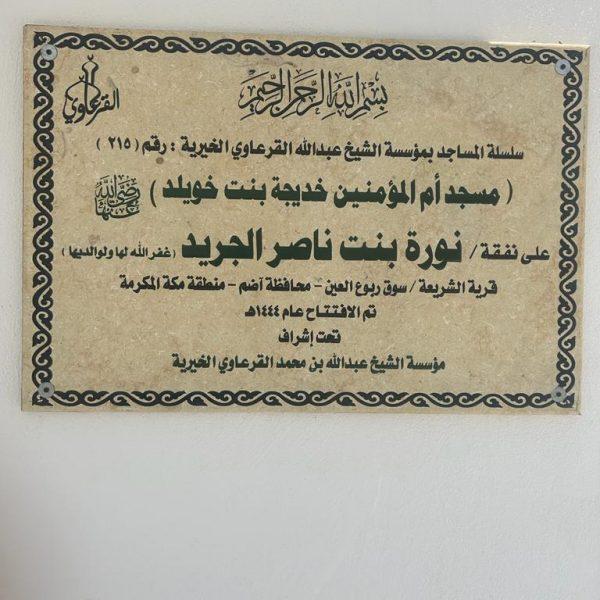 بسم الله الرحمن الرحيم
القرعاوي
سلسلة المساجد بمؤسسة الشيخ عبدالله القرعاوي الخيرية : رقم ( ٢١٥ )
( مسجد أم المؤمنين خديجة بنت خويلد ) رضي الله عنها
على نفقة / نورة بنت ناصر الجريد (غفر الله لها ولوالديها)
قرية الشريعة / سوق ربوع العين - محافظة أضم - منطقة مكة المكرمة
تم الافتتاح عام ١٤٤٤هـ
تحت إشراف
مؤسسة الشيخ عبدالله بن محمد القرعاوي الخيرية